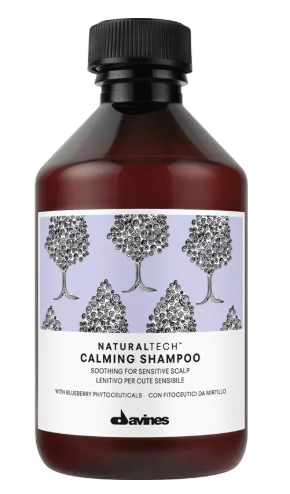 NATURALTECH™
CALMING SHAMPOO
SOOTHING FOR SENSITIVE SCALP
LENITIVO PER CUTE SENSIBILE
WITH BLUEBERRY PHYTOCEUTICALS CON FITOCEUTICI DA MIRTILLO
davines